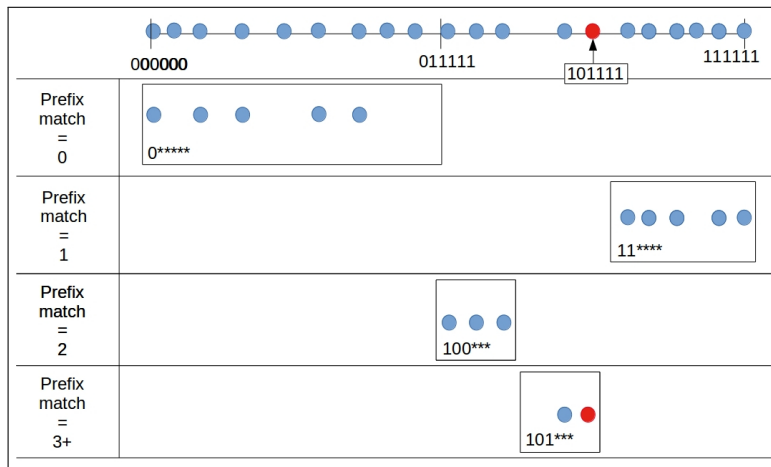 000000
011111
101111
111111
Prefix
match
=
0
0*****
Prefix
match
=
1
11****
Prefix
match
=
2
100***
Prefix
match
=
3+
101***